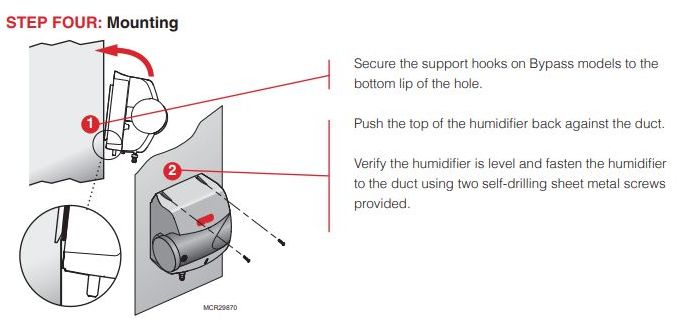 STEP FOUR: Mounting
1
Secure the support hooks on Bypass models to the
bottom lip of the hole.
2
Push the top of the humidifier back against the duct.
Verify the humidifier is level and fasten the humidifier
to the duct using two self-drilling sheet metal screws
provided.
MCR29870